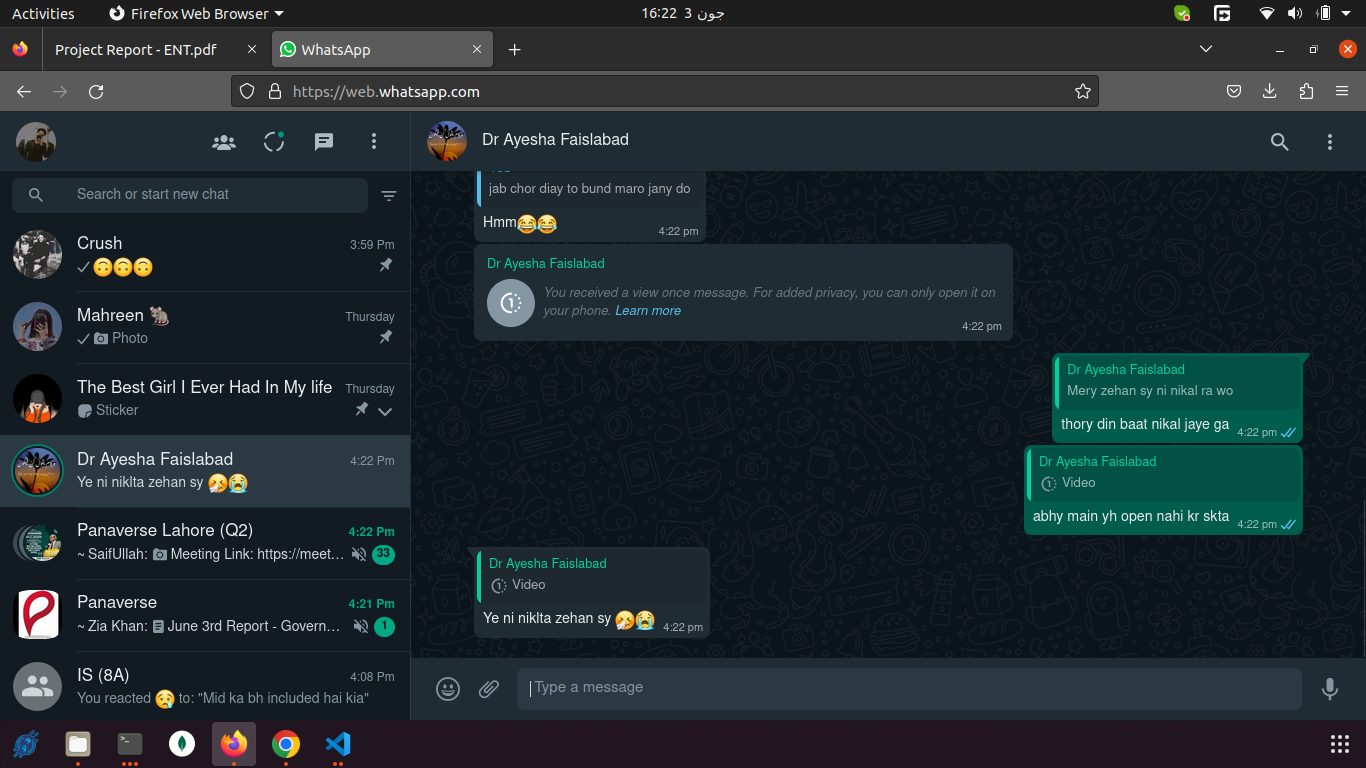 Activities
Firefox Web Browser
16:22 3 جون
Project Report - ENT.pdf
WhatsApp
https://web.whatsapp.com
Dr Ayesha Faislabad
Search or start new chat
Crush
3:59 Pm
🙃🙃🙃
Mahreen 🐁
Thursday
Photo
The Best Girl I Ever Had In My life
Thursday
Sticker
Dr Ayesha Faislabad
4:22 PM
Ye ni niklta zehan sy 🤧😭
Panaverse Lahore (Q2)
4:22 Pm
~ SaifUllah: Meeting Link: https://meet...
33
Panaverse
4:21 Pm
~ Zia Khan: June 3rd Report - Govern...
1
IS (8A)
4:08 Pm
You reacted 😢 to: "Mid ka bh included hai kia"
jab chor diay to bund maro jany do
Hmm😂😂
4:22 pm
Dr Ayesha Faislabad
You received a view once message. For added privacy, you can only open it on
your phone. Learn more
4:22 pm
Dr Ayesha Faislabad
Mery zehan sy ni nikal ra wo
thory din baat nikal jaye ga
4:22 pm
Dr Ayesha Faislabad
Video
abhy main yh open nahi kr skta
4:22 pm
Dr Ayesha Faislabad
Video
Ye ni niklta zehan sy 🤧😭
4:22 pm
Type a message